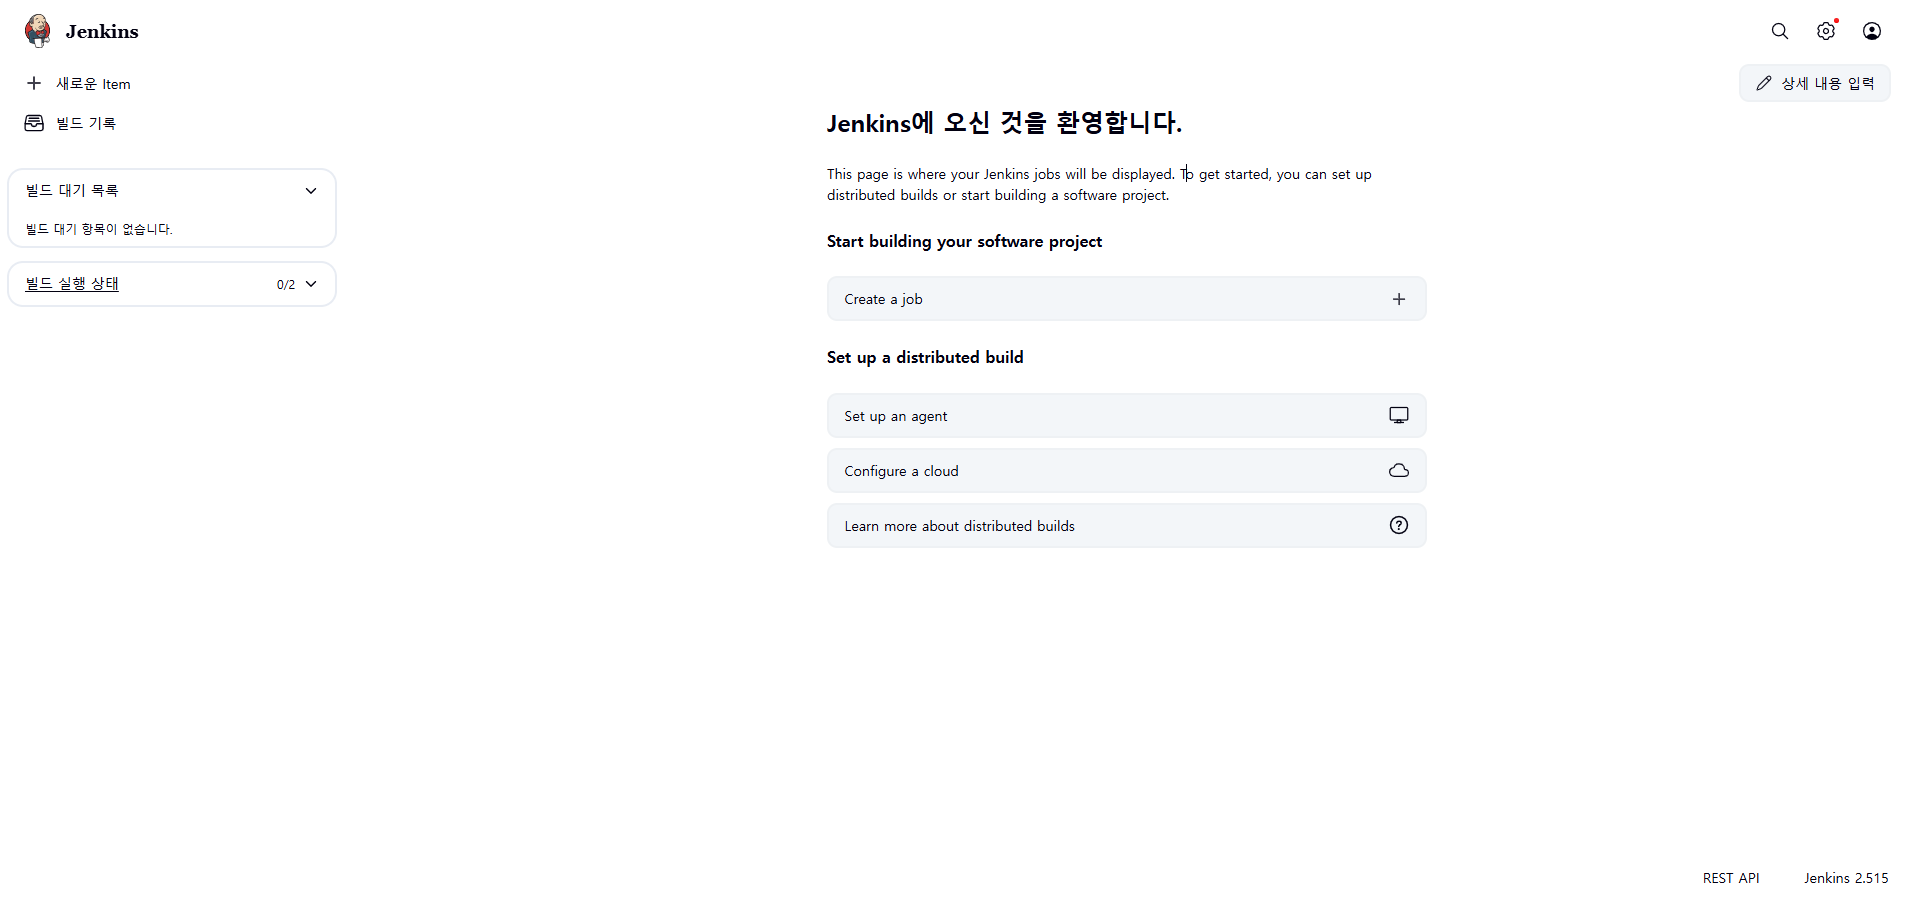 Jenkins
새로운 Item
빌드 기록
상세 내용 입력
빌드 대기 목록
빌드 대기 항목이 없습니다.
빌드 실행 상태
0/2
Jenkins에 오신 것을 환영합니다.
This page is where your Jenkins jobs will be displayed. To get started, you can set up
distributed builds or start building a software project.
Start building your software project
Create a job
Set up a distributed build
Set up an agent
Configure a cloud
Learn more about distributed builds
REST API
Jenkins 2.515